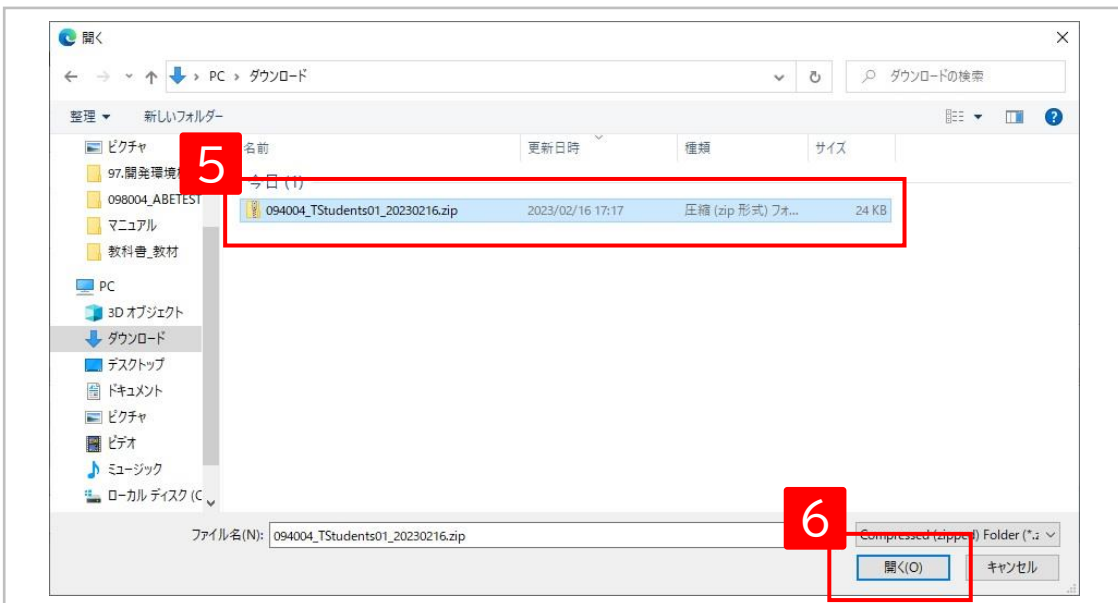 開く
PC › ダウンロード
ダウンロードの検索
整理
新しいフォルダー
名前 更新日時 種類 サイズ
今日 (1)
094004_TStudents01_20230216.zip 2023/02/16 17:17 圧縮 (zip 形式) フォ... 24 KB
5
ピクチャ
97.開発環境
098004_ABETEST
マニュアル
教科書_教材
PC
3D オブジェクト
ダウンロード
デスクトップ
ドキュメント
ピクチャ
ビデオ
ミュージック
ローカル ディスク (C
ファイル名(N): 094004_TStudents01_20230216.zip
Compressed (zipped) Folder (*.z
6
開く(O) キャンセル